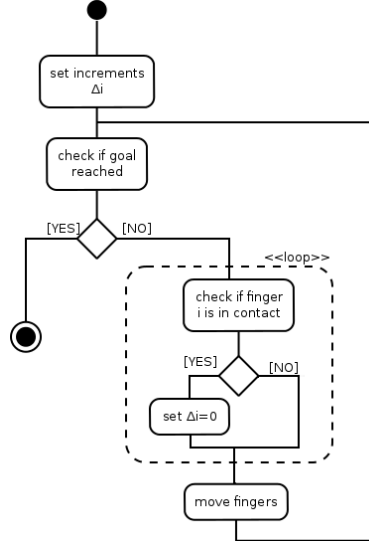 set increments
Δi
check if goal
reached
[YES]
[NO]
<<loop>>
check if finger
i is in contact
[YES]
[NO]
set Δi=0
move fingers